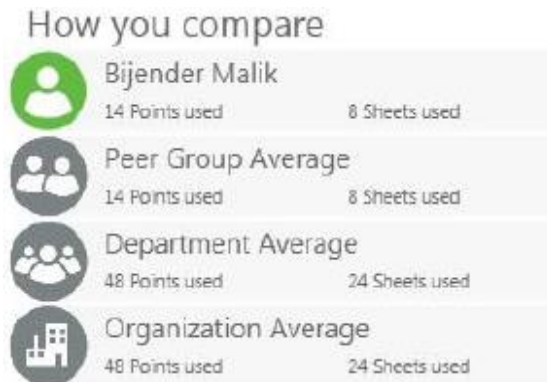 How you compare
Bijender Malik
14 Points used 8 Sheets used
Peer Group Average
14 Points used 8 Sheets used
Department Average
48 Points used 24 Sheets used
Organization Average
48 Points used 24 Sheets used